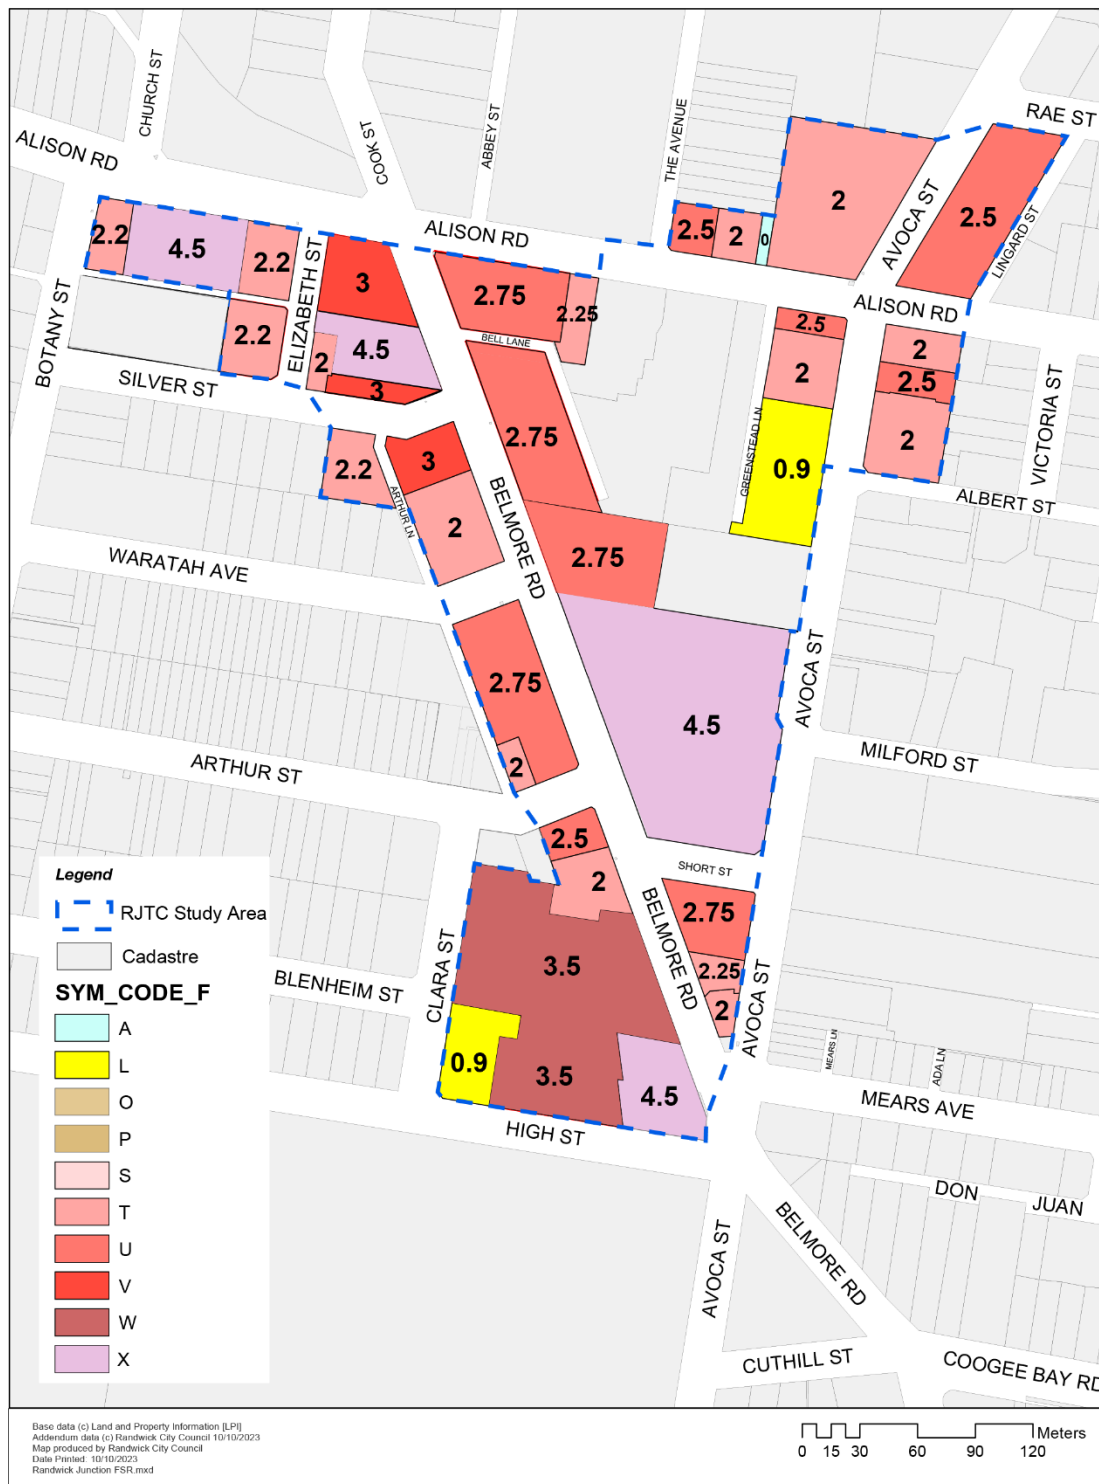 CHURCH ST
ALISON RD
COOK ST
ABBEY ST
THE AVENUE
RAE ST
2
AVOCA ST
2.5
LINGARD ST
2.2
4.5
2.2
ELIZABETH ST
ALISON RD
2.5
2
0
3
2.75
2.25
ALISON RD
BOTANY ST
2.2
4.5
BELL LANE
2.5
2
2
2
2.5
3
SILVER ST
2.75
2
VICTORIA ST
2.2
3
GREENSTEAD LN
0.9
ALBERT ST
ARTHUR LN
2
BELMORE RD
WARATAH AVE
2.75
2.75
4.5
AVOCA ST
ARTHUR ST
2
MILFORD ST
2.5
2
SHORT ST
BELMORE RD
2.75
3.5
2.25
2
AVOCA ST
CLARA ST
BLENHEIM ST
0.9
3.5
4.5
MEARS LN
ADA LN
MEARS AVE
HIGH ST
DON JUAN
BELMORE RD
AVOCA ST
CUTHILL ST
COOGEE BAY RD
Legend
RJTC Study Area
Cadastre
SYM_CODE_F
A
L
O
P
S
T
U
V
W
X
Base data (c) Land and Property Information [LPI]
Addendum data (c) Randwick City Council 10/10/2023
Map produced by Randwick City Council
Date Printed: 10/10/2023
Randwick Junction FSR.mxd
Meters
0 15 30 60 90 120